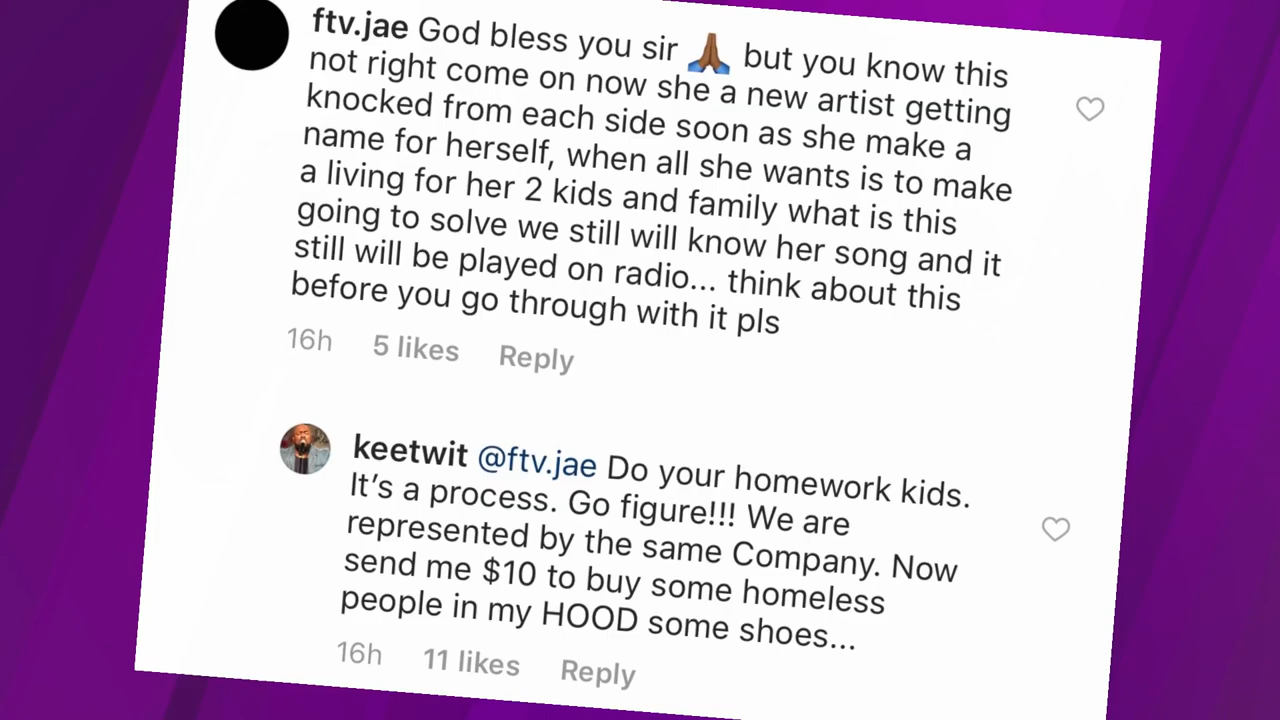 ftv.jae God bless you sir 🙏🏾 but you know this
not right come on now she a new artist getting
knocked from each side soon as she make a
name for herself, when all she wants is to make
a living for her 2 kids and family what is this
going to solve we still will know her song and it
still will be played on radio... think about this
before you go through with it pls
16h 5 likes Reply
keetwit @ftv.jae Do your homework kids.
It's a process. Go figure!!! We are
represented by the same Company. Now
send me $10 to buy some homeless
people in my HOOD some shoes...
16h 11 likes Reply